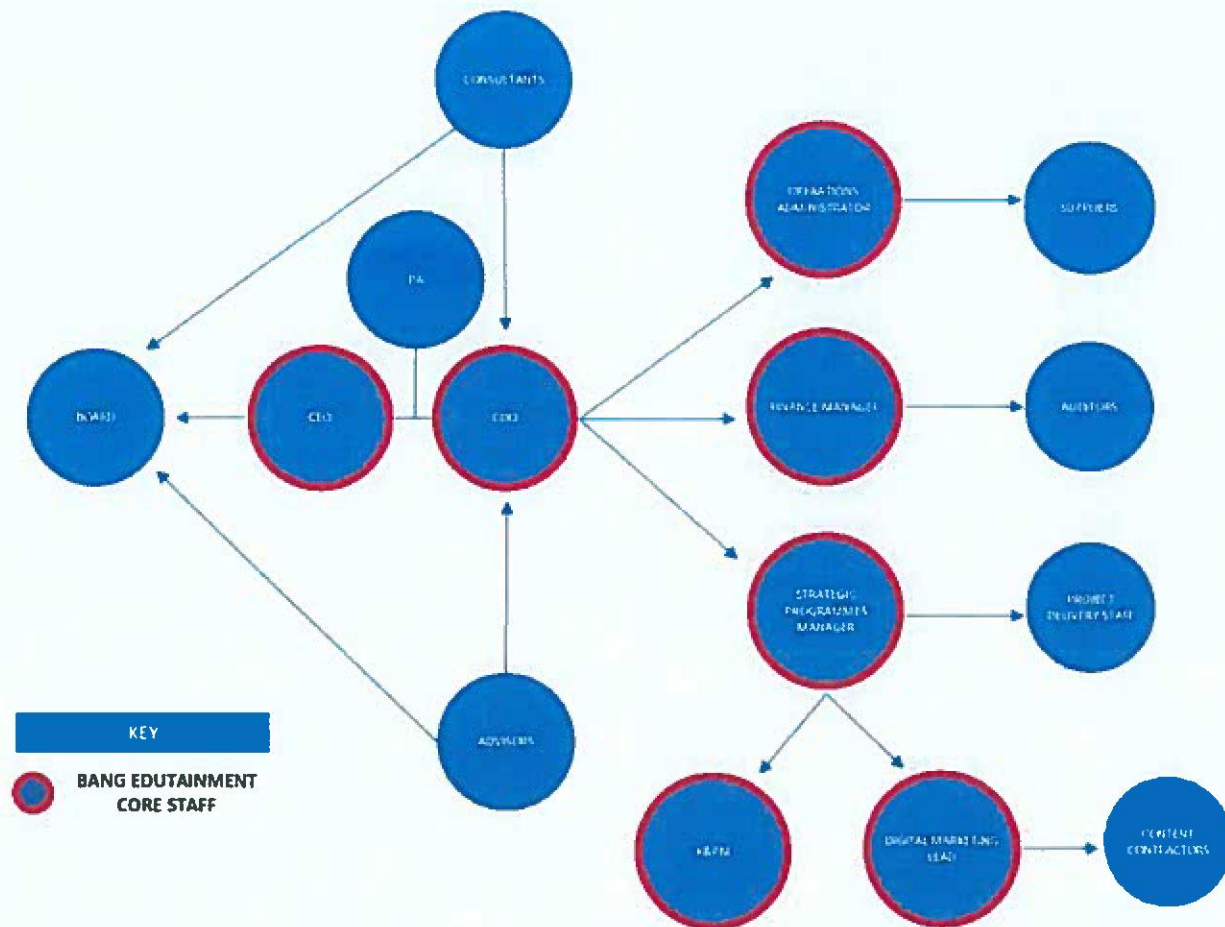 CONSULTANTS
OPERATIONS
ADMINISTRATOR
SUPPLIERS
PA
BOARD
CEO
COO
FINANCE MANAGER
AUDITORS
STRATEGIC
PROGRAMMES
MANAGER
PROJECT
DELIVERY STAFF
ADVISORS
KEY
BANG EDUTAINMENT
CORE STAFF
DIGITAL MARKETING
LEAD
CONTENT
CONTRACTORS